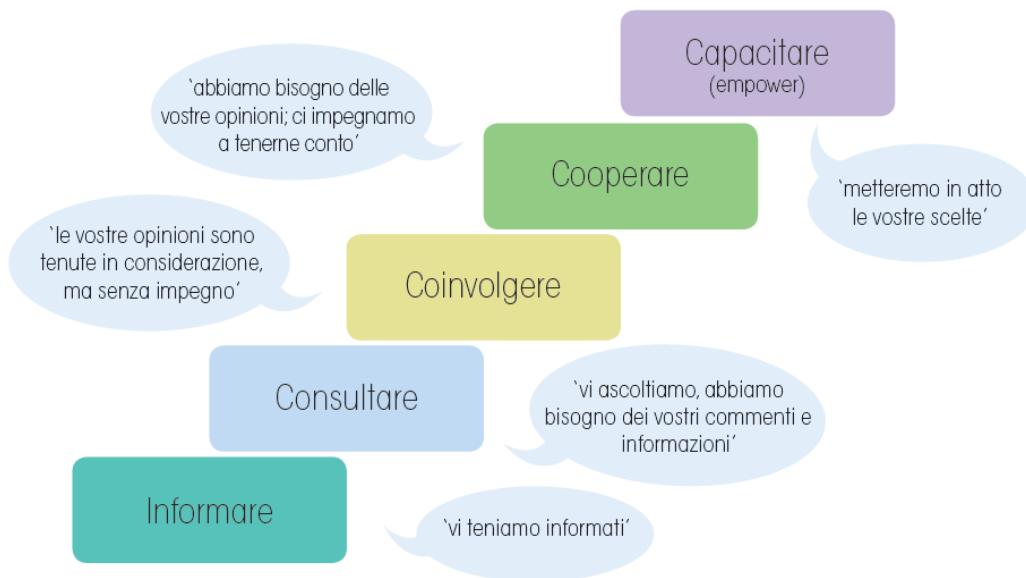 Capacitare
(empower)
‘abbiamo bisogno delle
vostre opinioni; ci impegnamo
a tenerne conto’
Cooperare
‘metteremo in atto
le vostre scelte’
‘le vostre opinioni sono
tenute in considerazione,
ma senza impegno’
Coinvolgere
Consultare
‘vi ascoltiamo, abbiamo
bisogno dei vostri commenti e
informazioni’
Informare
‘vi teniamo informati’